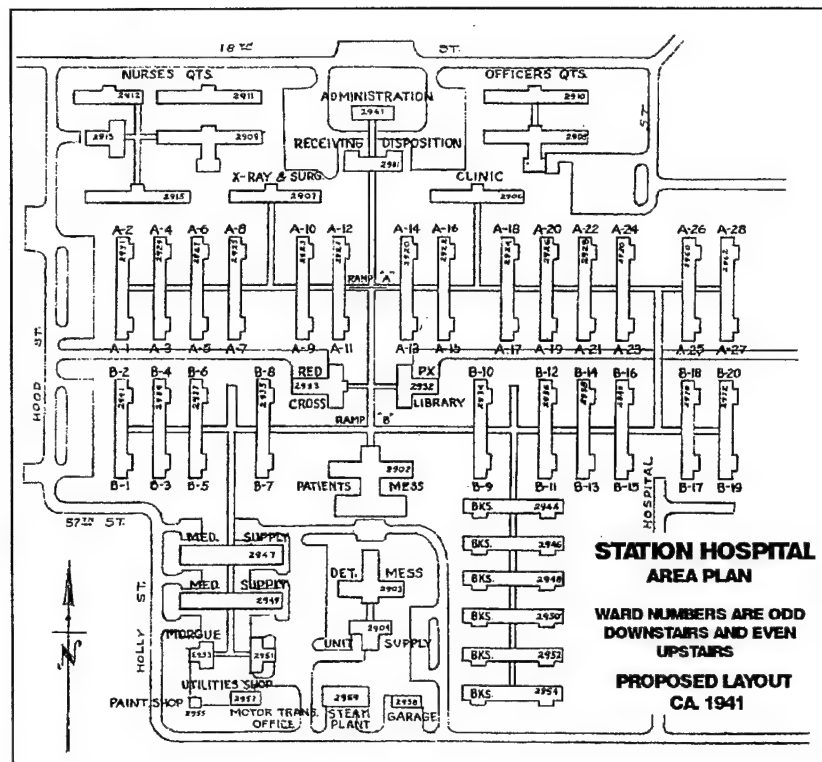 18TH ST.
NURSES QTS.
OFFICERS QTS.
2912 2911 2910
ADMINISTRATION
2941
2913 2909
RECEIVING DISPOSITION
2981
ST.
X-RAY & SURG.
CLINIC
2915 2907 2906
A-2 A-4 A-6 A-8 A-10 A-12 A-14 A-16 A-18 A-20 A-22 A-24 A-26 A-28
RAMP "A"
A-1 A-3 A-5 A-7 A-9 A-11 A-13 A-15 A-17 A-19 A-21 A-23 A-25 A-27
HOOD ST.
B-2 B-4 B-6 B-8 RED PX B-10 B-12 B-14 B-16 B-18 B-20
2932
CROSS LIBRARY
RAMP "B"
2902
B-1 B-3 B-5 B-7 PATIENTS MESS B-9 B-11 B-13 B-15 B-17 B-19
HOSPITAL
57TH ST.
BKS. 2944
MED. SUPPLY
2947
BKS. 2946
DET. MESS
2903
BKS. 2948
MED. SUPPLY
2949
BKS. 2950
2904
UNIT SUPPLY
MORGUE
2953 2951
BKS. 2952
HOLLY ST.
UTILITIES SHOP
PAINT SHOP
2955
2957
MOTOR TRANS. OFFICE
2959
STEAM PLANT
2958
GARAGE
BKS. 2954
N
STATION HOSPITAL
AREA PLAN
WARD NUMBERS ARE ODD
DOWNSTAIRS AND EVEN
UPSTAIRS
PROPOSED LAYOUT
CA. 1941